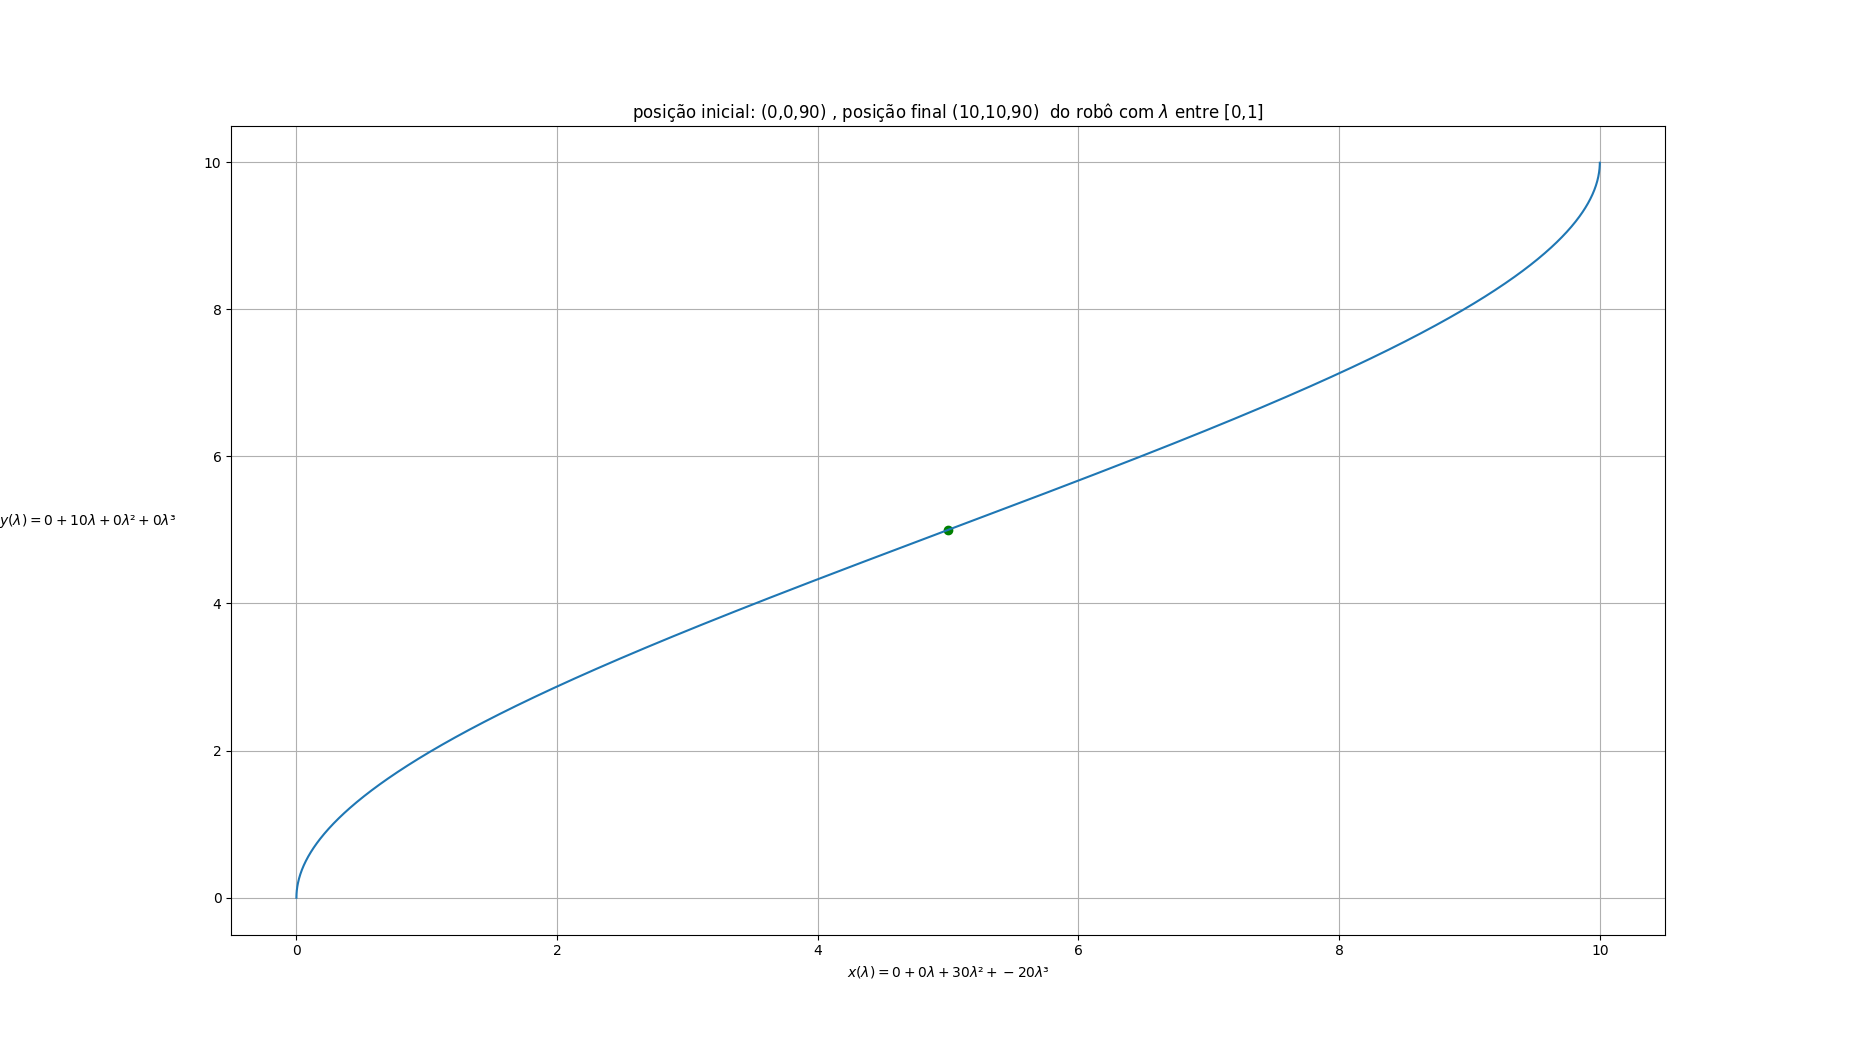 posição inicial: (0,0,90) , posição final (10,10,90)  do robô com λ entre [0,1]
10
8
6
y(λ) = 0 + 10λ + 0λ² + 0λ³
4
2
0
0 2 4 6 8 10
x(λ) = 0 + 0λ + 30λ² + − 20λ³